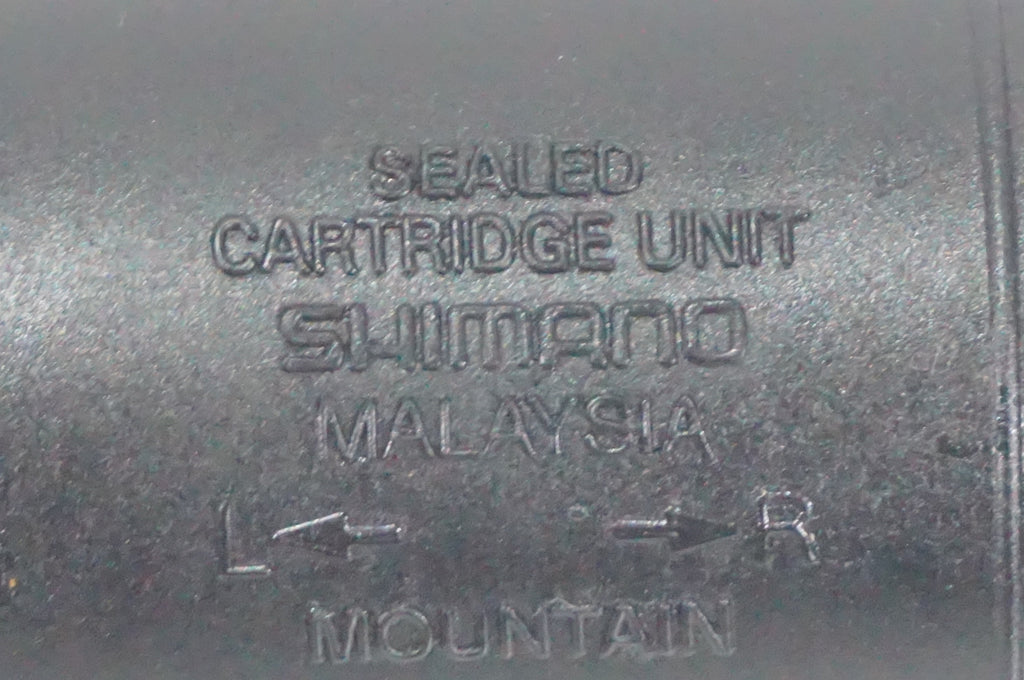 SEALED
CARTRIDGE UNIT
SHIMANO
MALAYSIA
L R
MOUNTAIN